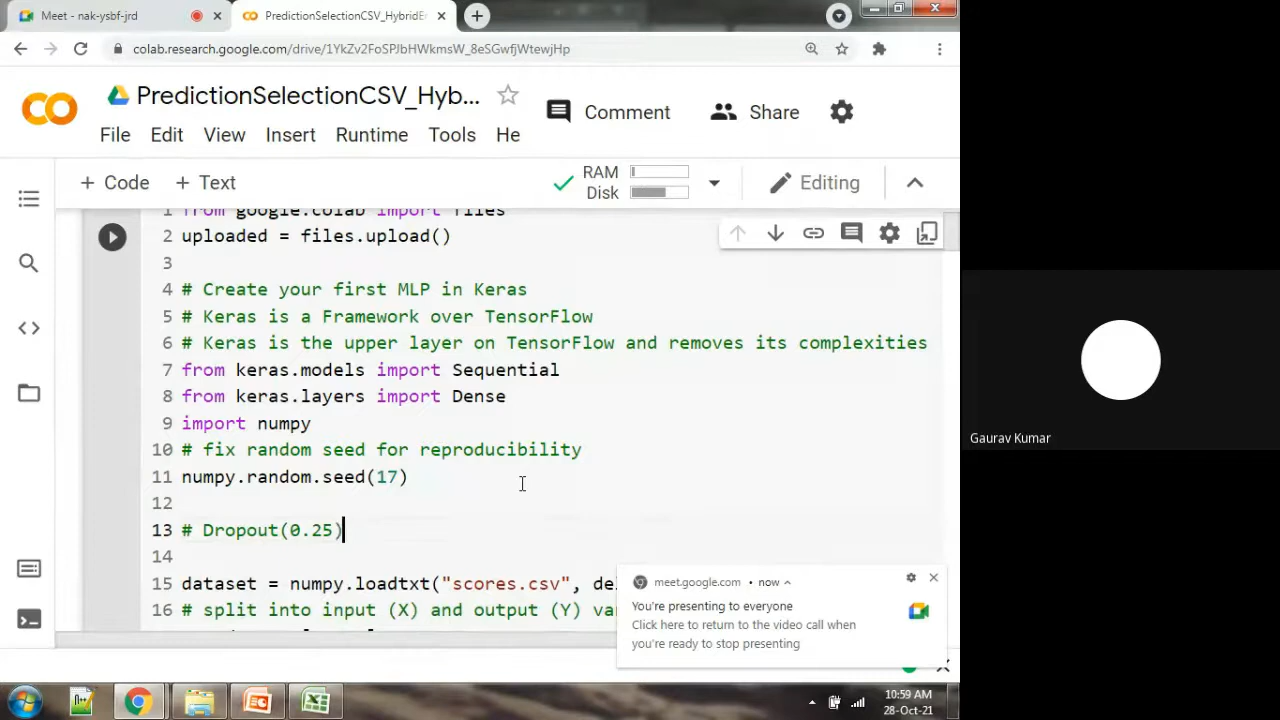 Meet - nak-ysbf-jrd
PredictionSelectionCSV_HybridEn
colab.research.google.com/drive/1YkZv2FoSPJbHWkmsW_8eSGwfjWtewjHp
PredictionSelectionCSV_Hyb...
Comment
Share
File Edit View Insert Runtime Tools He
+ Code + Text
RAM
Disk
Editing
1 from google.colab import files
2 uploaded = files.upload()
3
4 # Create your first MLP in Keras
5 # Keras is a Framework over TensorFlow
6 # Keras is the upper layer on TensorFlow and removes its complexities
7 from keras.models import Sequential
8 from keras.layers import Dense
9 import numpy
10 # fix random seed for reproducibility
11 numpy.random.seed(17)
12
13 # Dropout(0.25)
14
15 dataset = numpy.loadtxt("scores.csv", de
16 # split into input (X) and output (Y) va
meet.google.com • now
You're presenting to everyone
Click here to return to the video call when
you're ready to stop presenting
Gaurav Kumar
10:59 AM
28-Oct-21